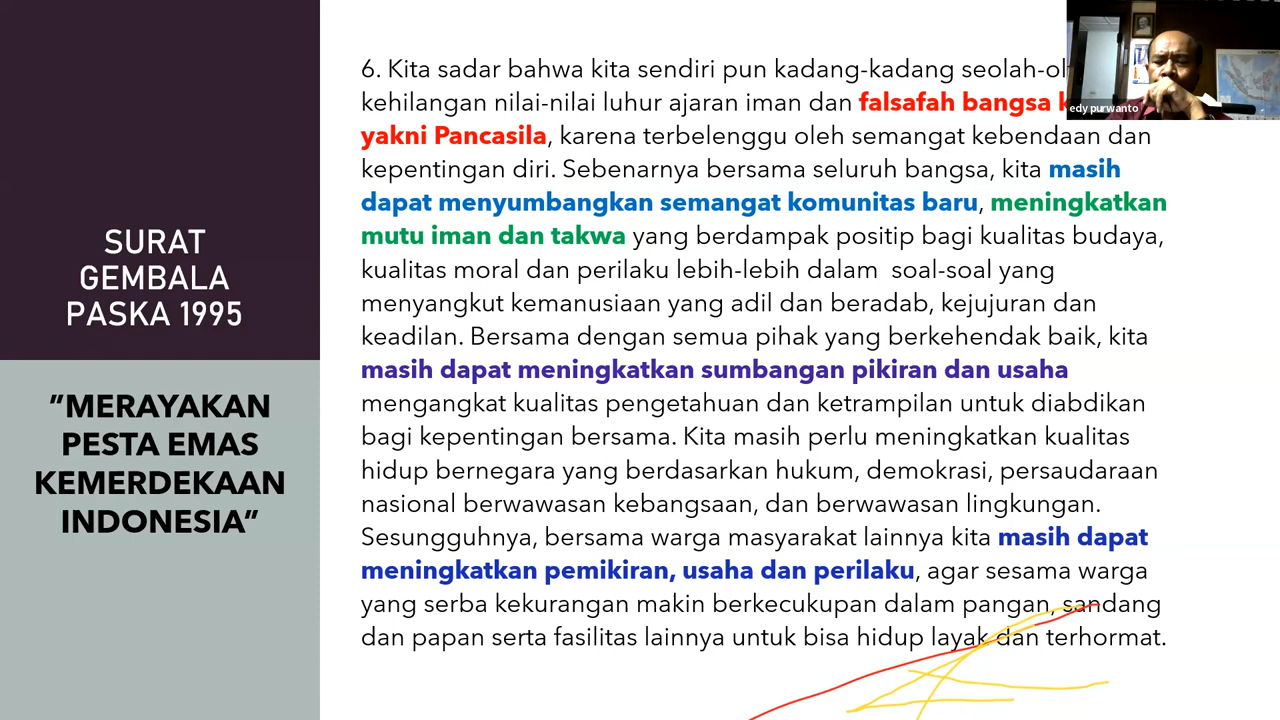 SURAT
GEMBALA
PASKA 1995
”MERAYAKAN
PESTA EMAS
KEMERDEKAAN
INDONESIA”
6. Kita sadar bahwa kita sendiri pun kadang-kadang
kehilangan nilai-nilai luhur ajaran iman dan falsafah bangsa
yakni Pancasila, karena terbelenggu oleh semangat kebendaan dan
kepentingan diri. Sebenarnya bersama seluruh bangsa, kita masih
dapat menyumbangkan semangat komunitas baru, meningkatkan
mutu iman dan takwa yang berdampak positip bagi kualitas budaya,
kualitas moral dan perilaku lebih-lebih dalam soal-soal yang
menyangkut kemanusiaan yang adil dan beradab, kejujuran dan
keadilan. Bersama dengan semua pihak yang berkehendak baik, kita
masih dapat meningkatkan sumbangan pikiran dan usaha
mengangkat kualitas pengetahuan dan ketrampilan untuk diabdikan
bagi kepentingan bersama. Kita masih perlu meningkatkan kualitas
hidup bernegara yang berdasarkan hukum, demokrasi, persaudaraan
nasional berwawasan kebangsaan, dan berwawasan lingkungan.
Sesungguhnya, bersama warga masyarakat lainnya kita masih dapat
meningkatkan pemikiran, usaha dan perilaku, agar sesama warga
yang serba kekurangan makin berkecukupan dalam pangan, sandang
dan papan serta fasilitas lainnya untuk bisa hidup layak dan terhormat.
edy purwanto